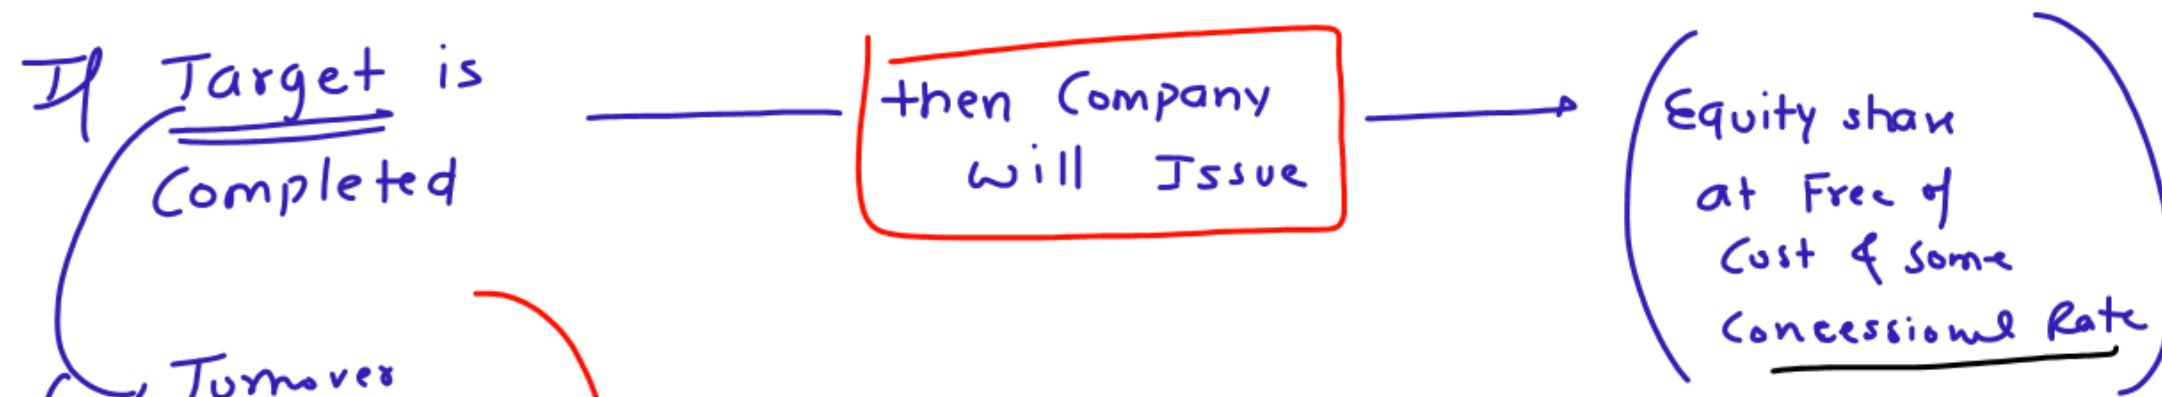 If Target is
Completed
then Company
will Issue
Equity share
at Free of
Cost & some
Concessional Rate
Turnover